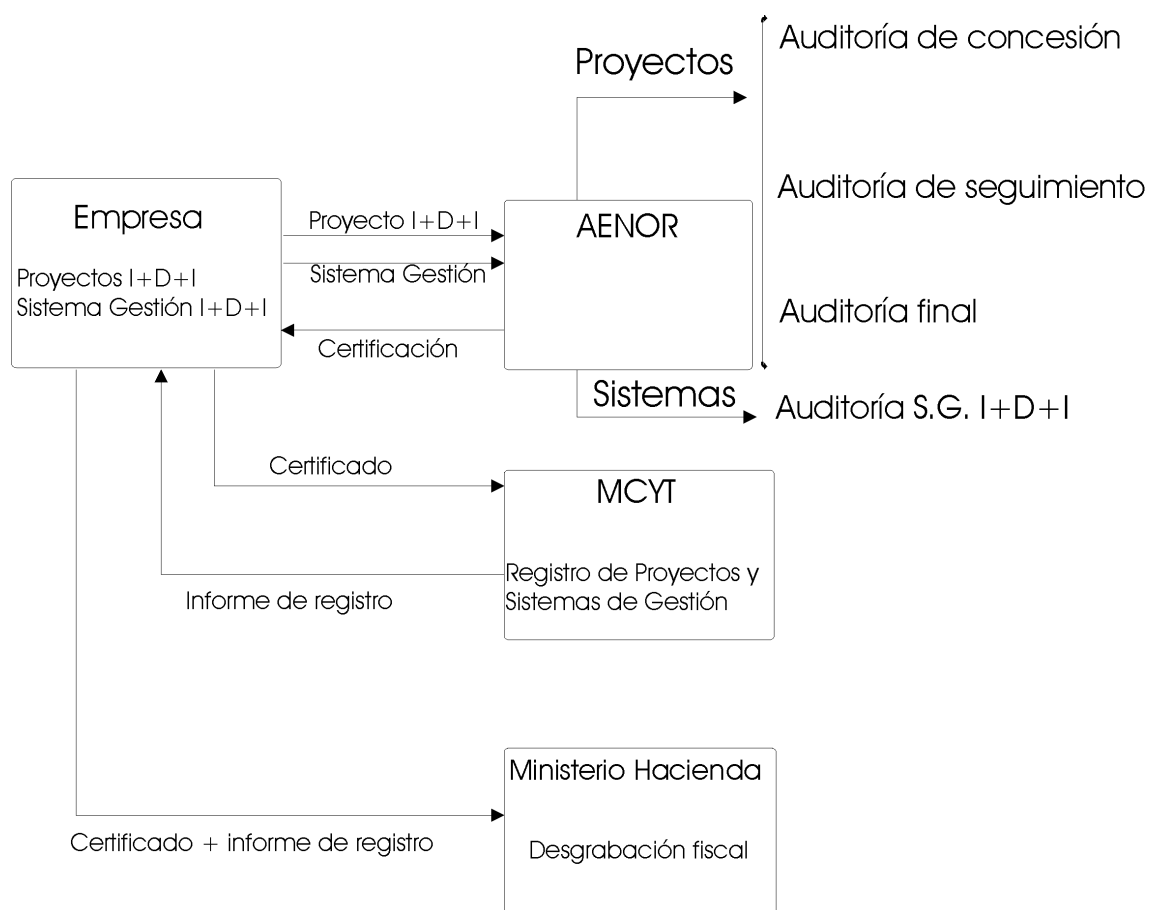 Auditoría de concesión
Proyectos
Auditoría de seguimiento
Empresa
Proyecto I+D+I
AENOR
Proyectos I+D+I
Sistema Gestión
Sistema Gestión I+D+I
Auditoría final
Certificación
Sistemas
Auditoría S.G. I+D+I
Certificado
MCYT
Registro de Proyectos y
Sistemas de Gestión
Informe de registro
Ministerio Hacienda
Certificado + informe de registro
Desgrabación fiscal